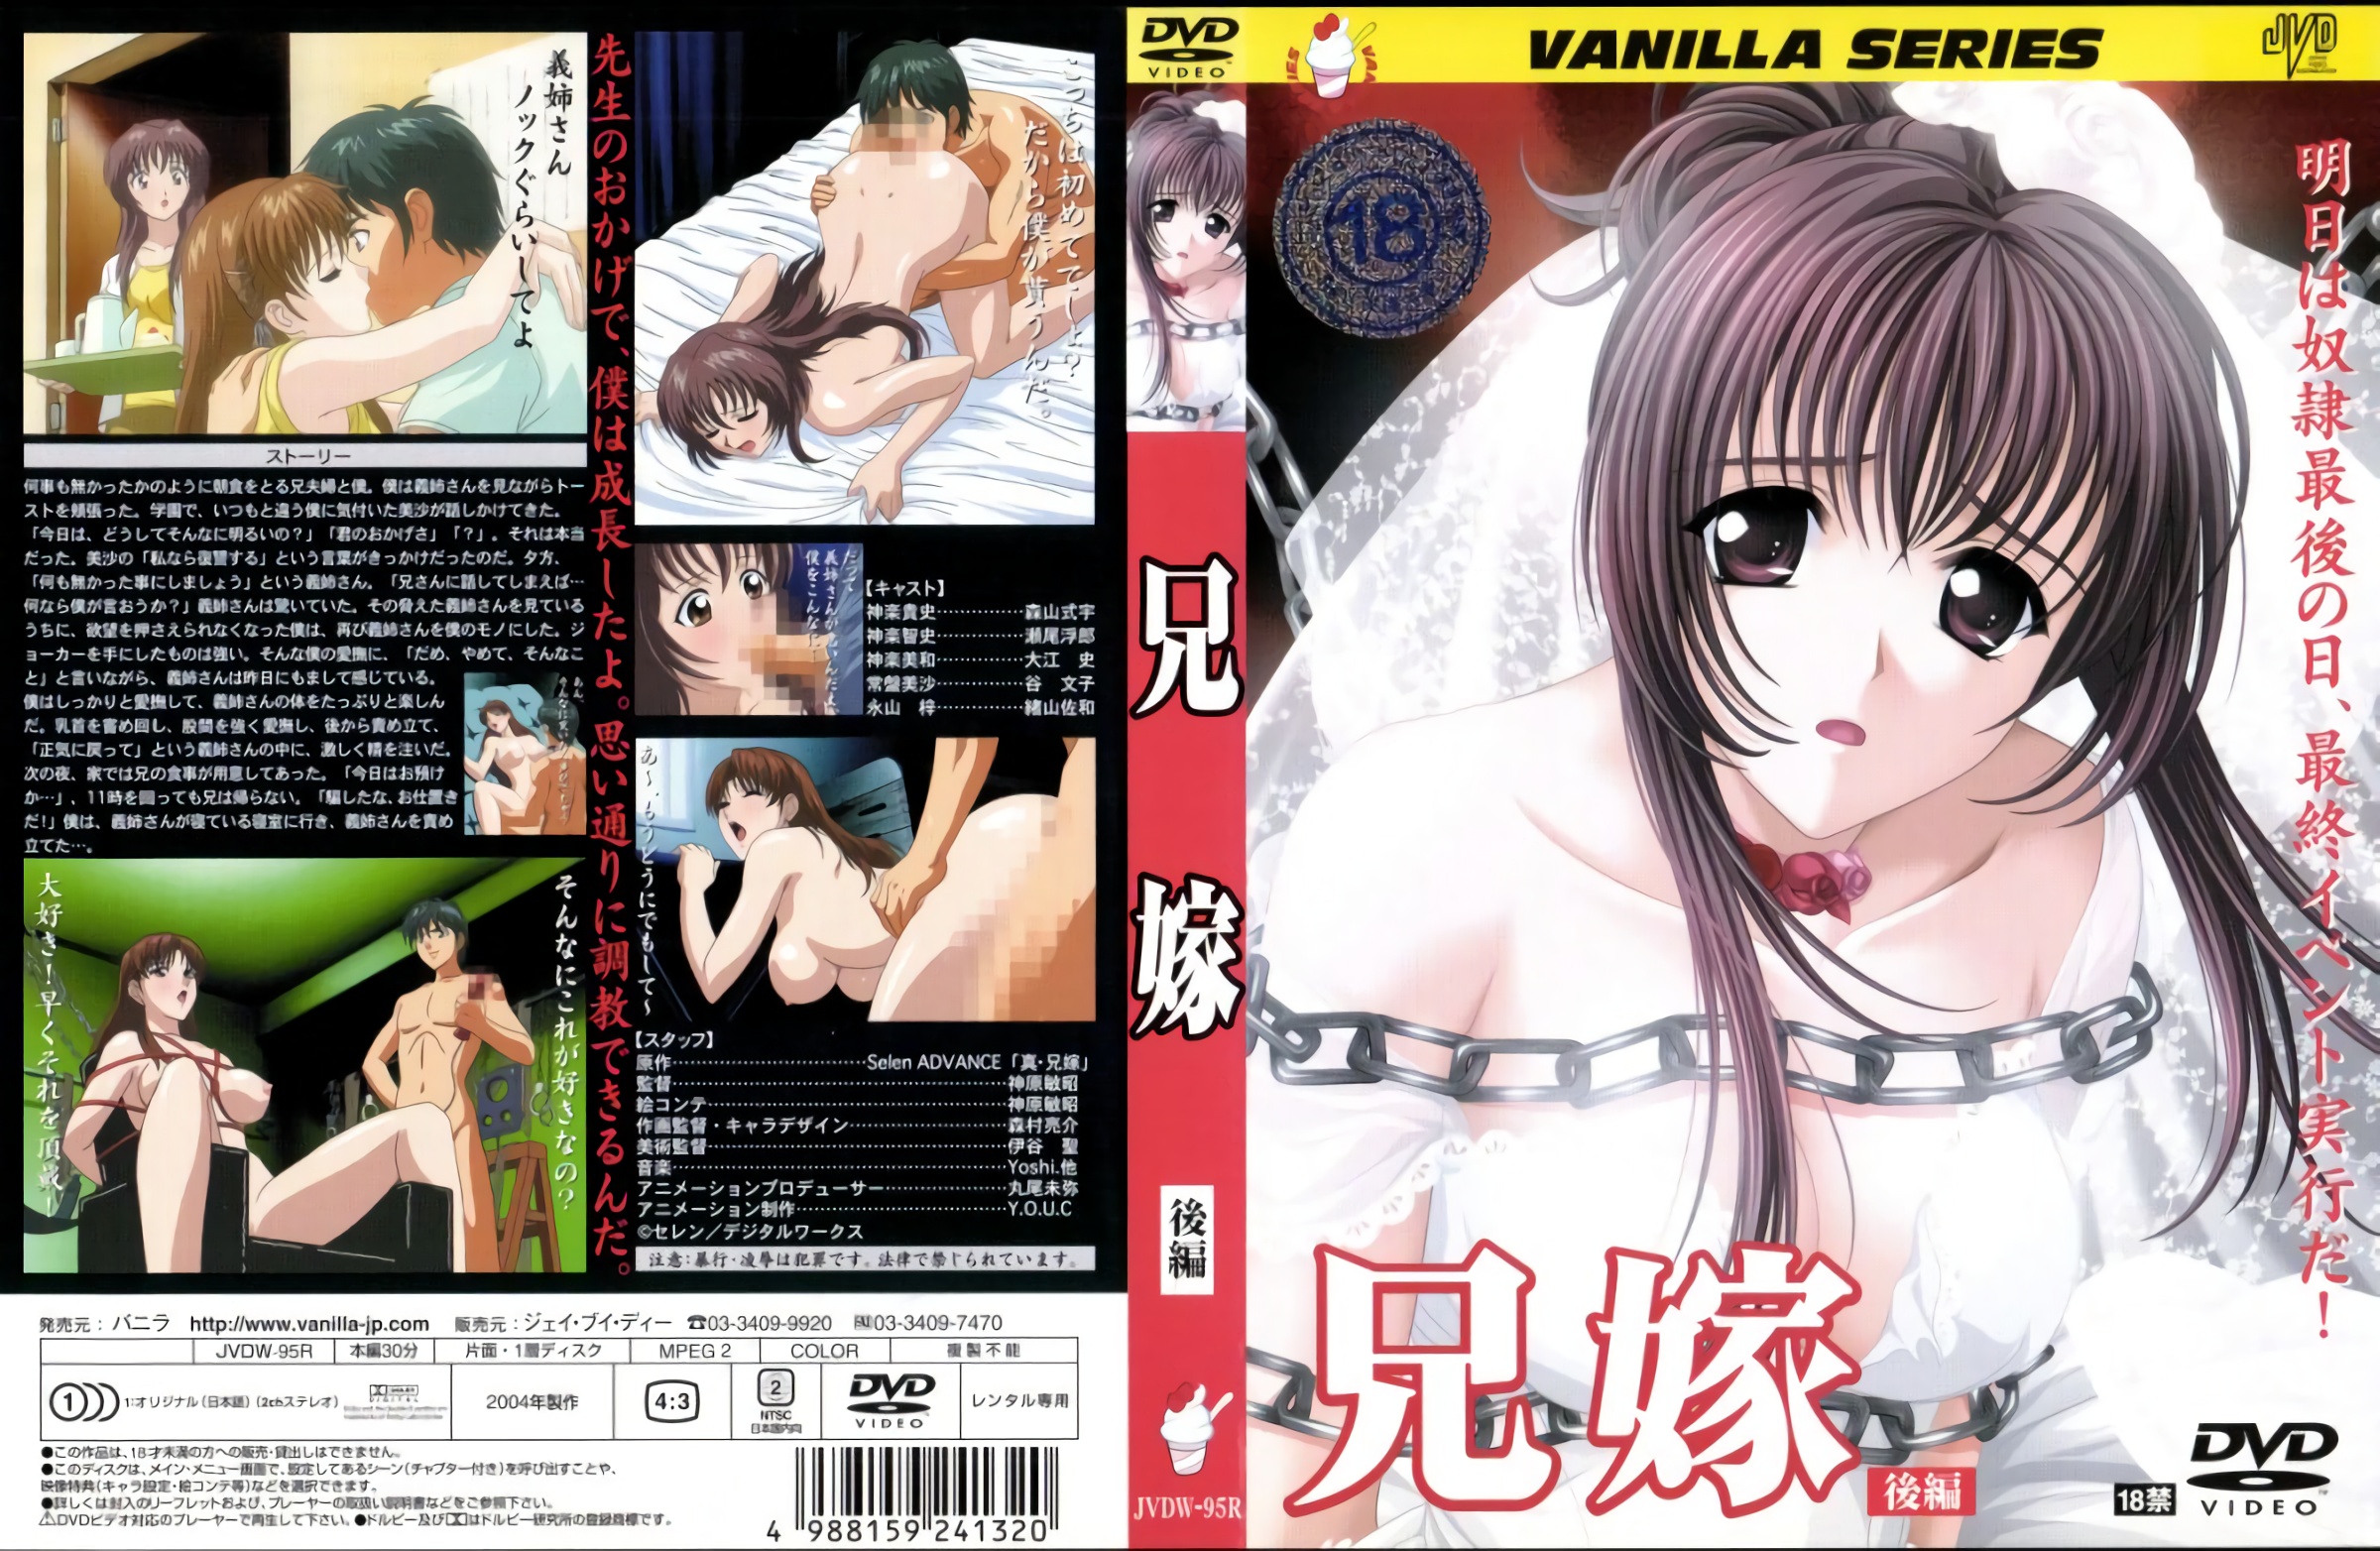 義姉さん
ノックぐらいしてよ
ストーリー
何事も無かったかのように朝食をとる兄夫婦と僕。僕は義姉さんを見ながらトー
ストを頬張った。学園で、いつもと違う僕に気付いた美沙が話しかけてきた。
「今日は、どうしてそんなに明るいの？」「君のおかげさ」「？」。それは本当
だった。美沙の「私なら復讐する」という言葉がきっかけだったのだ。夕方、
「何も無かった事にしましょう」という義姉さん。「兄さんに話してしまえば…
何なら僕が言おうか？」義姉さんは驚いていた。その脅えた義姉さんを見ている
うちに、欲望を押さえられなくなった僕は、再び義姉さんを僕のモノにした。ジ
ョーカーを手にしたものは強い。そんな僕の愛撫に、「だめ、やめて、そんなこ
と」と言いながら、義姉さんは昨日にもまして感じている。
僕はしっかりと愛撫して、義姉さんの体をたっぷりと楽しん
だ。乳首を嘗め回し、股間を強く愛撫し、後から責め立て、
「正気に戻って」という義姉さんの中に、激しく精を注いだ。
次の夜、家では兄の食事が用意してあった。「今日はお預け
か…」、11時を回っても兄は帰らない。「騙したな、お仕置き
だ！」僕は、義姉さんが寝ている寝室に行き、義姉さんを責め
立てた…。
そんなにこれが好きなの？
大好き！早くそれを頂戴
先生のおかげで、僕は成長したよ。思い通りに調教できるんだ。
こっちは初めてでしょ？
だから僕が貰うんだ。
だって
義姉さんが
僕をこんなに
【キャスト】
神楽貴史……………森山式宇
神楽智史……………瀬尾浮郎
神楽美和……………大江　史
常盤美沙……………谷　文子
永山　梓……………緒山佐和
あ〜、もうどうにでもして〜
【スタッフ】
原作……………Selen ADVANCE「真・兄嫁」
監督……………神原敏昭
絵コンテ……………神原敏昭
作画監督・キャラデザイン……………森村亮介
美術監督……………伊谷　聖
音楽……………Yoshi.他
アニメーションプロデューサー……………丸尾未弥
アニメーション制作……………Y.O.U.C
©セレン／デジタルワークス
注意：暴行・凌辱は犯罪です。法律で禁じられています。
発売元：バニラ　http://www.vanilla-jp.com　販売元：ジェイ・ブイ・ディー　☎03-3409-9920　03-3409-7470
JVDW-95R　本編30分　片面・1層ディスク　MPEG 2　COLOR　複製不能
1　1:オリジナル（日本語）（2chステレオ）　2004年製作　4:3　2 NTSC 日本国内向　DVD VIDEO　レンタル専用
●この作品は、18才未満の方への販売・貸出しはできません。
●このディスクは、メイン・メニュー画面で、設定してあるシーン（チャプター付き）を呼び出すことや、
映像特典（キャラ設定・絵コンテ等）などを選択できます。
●詳しくは封入のリーフレットおよび、プレーヤーの取扱い説明書などをご参照下さい。
⚠DVDビデオ対応のプレーヤーで再生して下さい。●ドルビー及びはドルビー研究所の登録商標です。
4 988159 241320
DVD
VIDEO
兄嫁
後編
JVDW-95R
VANILLA SERIES
JVD
18
明日は奴隷最後の日、最終イベント実行だ！
兄嫁
後編
18禁
DVD
VIDEO